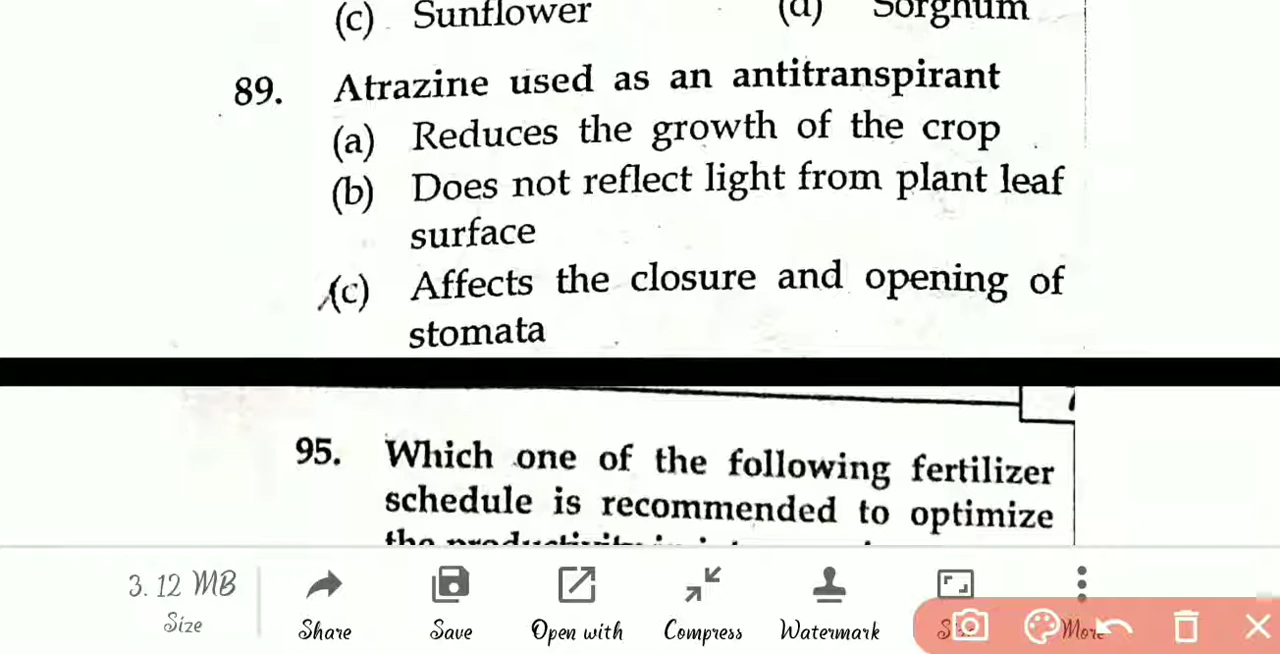 (c) Sunflower (d) Sorghum
89. Atrazine used as an antitranspirant
(a) Reduces the growth of the crop
(b) Does not reflect light from plant leaf
surface
(c) Affects the closure and opening of
stomata
95. Which one of the following fertilizer
schedule is recommended to optimize
the productivity
3. 12 MB
Size
Share
Save
Open with
Compress
Watermark
More